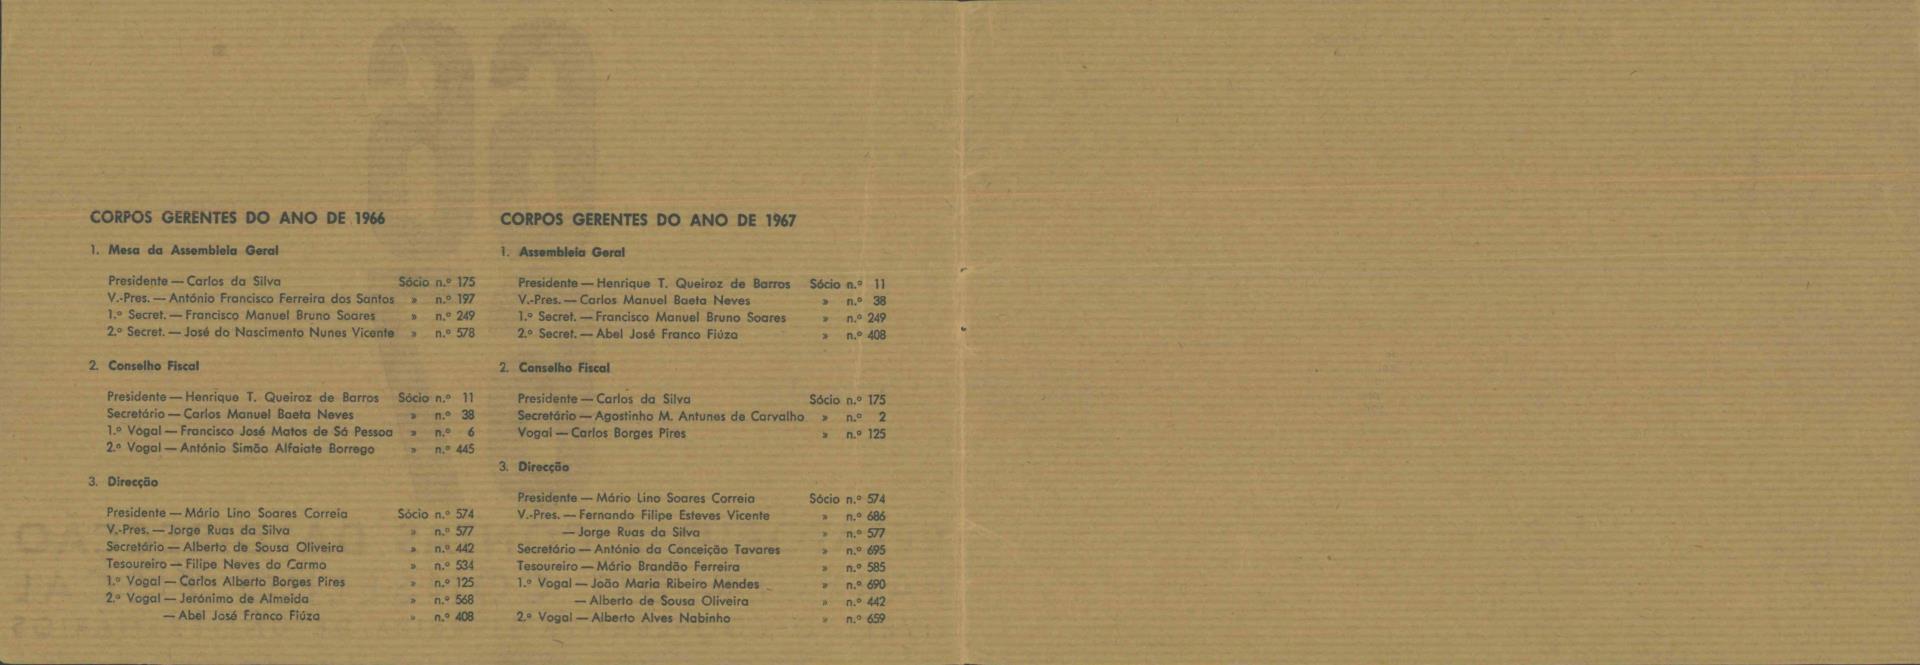 CORPOS GERENTES DO ANO DE 1966
1. Mesa da Assembleia Geral
Presidente — Carlos da Silva Sócio n.º 175
V.-Pres. — António Francisco Ferreira dos Santos » n.º 197
1.º Secret. — Francisco Manuel Bruno Soares » n.º 249
2.º Secret. — José do Nascimento Nunes Vicente » n.º 578
2. Conselho Fiscal
Presidente — Henrique T. Queiroz de Barros Sócio n.º 11
Secretário — Carlos Manuel Baeta Neves » n.º 38
1.º Vogal — Francisco José Matos de Sá Pessoa » n.º 6
2.º Vogal — António Simão Alfaiate Borrego » n.º 445
3. Direcção
Presidente — Mário Lino Soares Correia Sócio n.º 574
V.-Pres. — Jorge Ruas da Silva » n.º 577
Secretário — Alberto de Sousa Oliveira » n.º 442
Tesoureiro — Filipe Neves do Carmo » n.º 534
1.º Vogal — Carlos Alberto Borges Pires » n.º 125
2.º Vogal — Jerónimo de Almeida » n.º 568
— Abel José Franco Fiúza » n.º 408
CORPOS GERENTES DO ANO DE 1967
1. Assembleia Geral
Presidente — Henrique T. Queiroz de Barros Sócio n.º 11
V.-Pres. — Carlos Manuel Baeta Neves » n.º 38
1.º Secret. — Francisco Manuel Bruno Soares » n.º 249
2.º Secret. — Abel José Franco Fiúza » n.º 408
2. Conselho Fiscal
Presidente — Carlos da Silva Sócio n.º 175
Secretário — Agostinho M. Antunes de Carvalho » n.º 2
Vogal — Carlos Borges Pires » n.º 125
3. Direcção
Presidente — Mário Lino Soares Correia Sócio n.º 574
V.-Pres. — Fernando Filipe Esteves Vicente » n.º 686
— Jorge Ruas da Silva » n.º 577
Secretário — António da Conceição Tavares » n.º 695
Tesoureiro — Mário Brandão Ferreira » n.º 585
1.º Vogal — João Maria Ribeiro Mendes » n.º 690
— Alberto de Sousa Oliveira » n.º 442
2.º Vogal — Alberto Alves Nabinho » n.º 659